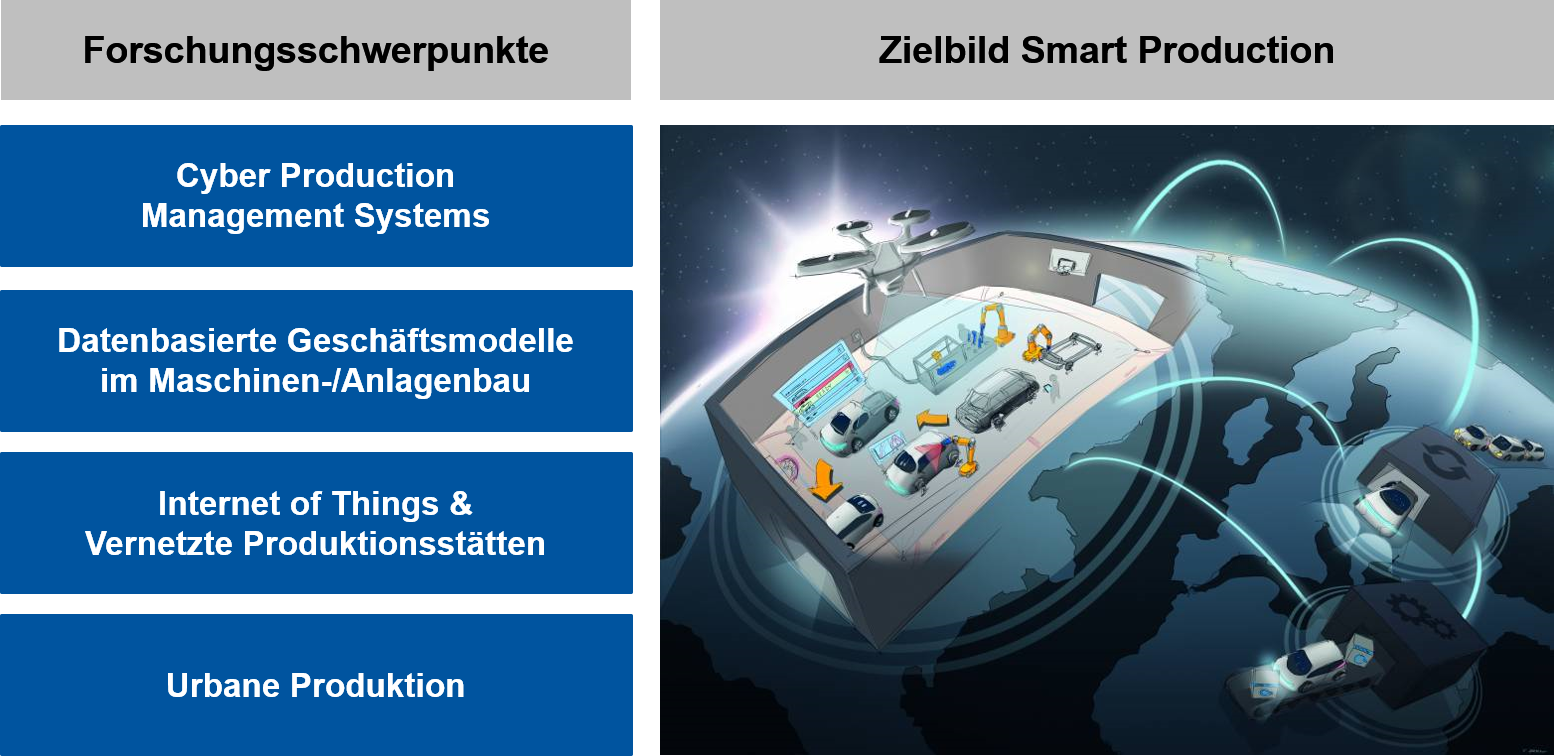 Forschungsschwerpunkte
Zielbild Smart Production
Cyber Production
Management Systems
Datenbasierte Geschäftsmodelle
im Maschinen-/Anlagenbau
Internet of Things &
Vernetzte Produktionsstätten
Urbane Produktion